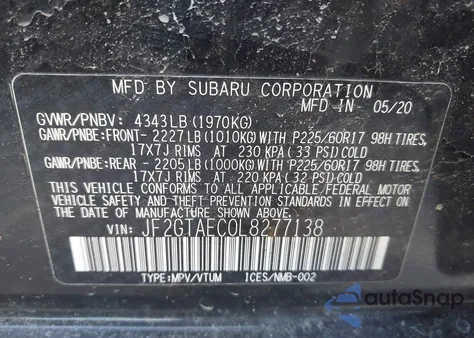 MFD BY SUBARU CORPORATION
MFD IN 05/20
GVWR/PNBV: 4343LB (1970KG)
GAWR/PNBE:FRONT- 2227LB(1010KG)WITH P225/60R17 98H TIRES,
17X7J RIMS AT 230 KPA( 33 PSI)COLD
GAWR/PNBE:REAR - 2205LB(1000KG)WITH P225/60R17 98H TIRES,
17X7J RIMS AT 220 KPA( 32 PSI)COLD
THIS VEHICLE CONFORMS TO ALL APPLICABLE/FEDERAL MOTOR
VEHICLE SAFETY AND BUMPER STANDARDS IN EFFECT ON THE
DATE OF MANUFACTURE SHOWN ABOVE.
VIN: JF2GTAEC0L8277138
TYPE:MPV/VTUM ICES/NMB-002
autoSnap